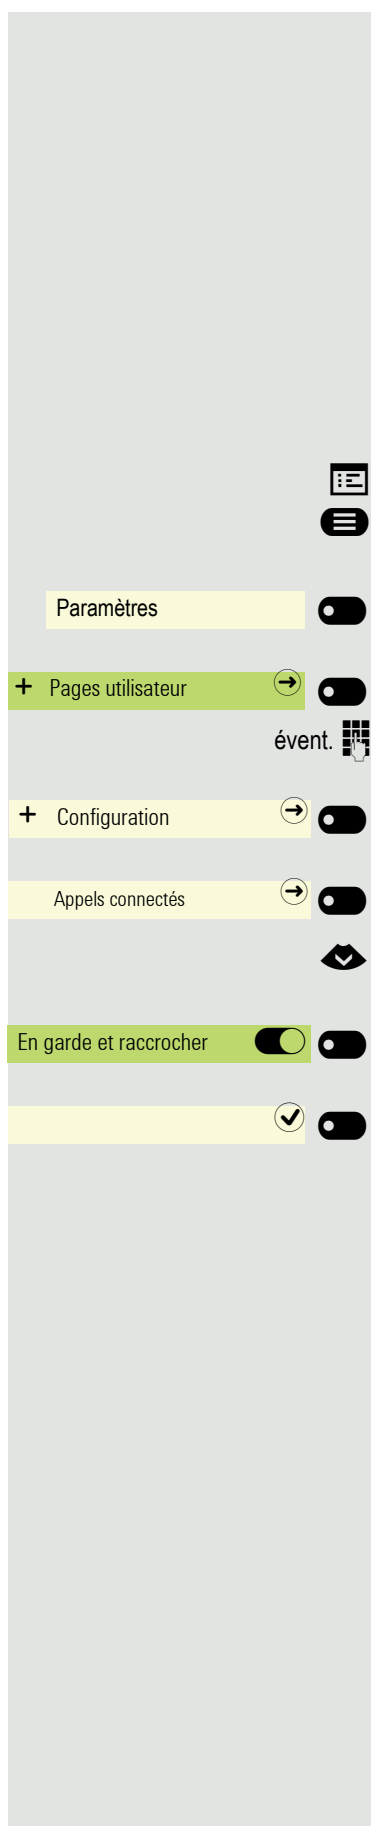 Paramètres
+ Pages utilisateur
évent.
+ Configuration
Appels connectés
En garde et raccrocher